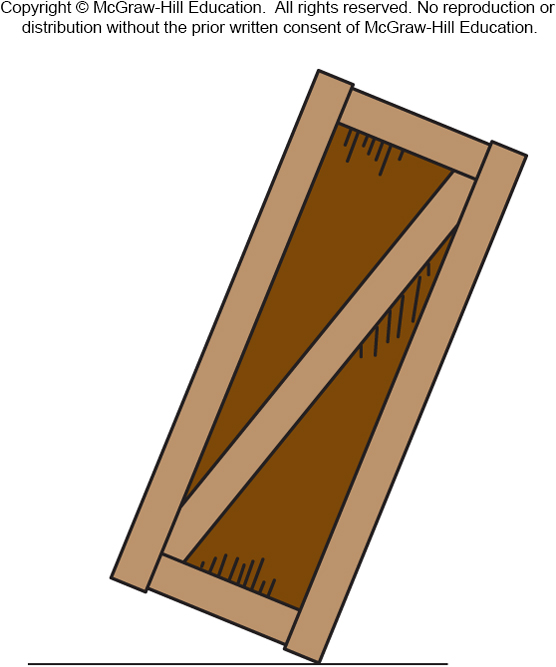 Copyright © McGraw-Hill Education.  All rights reserved. No reproduction or
distribution without the prior written consent of McGraw-Hill Education.